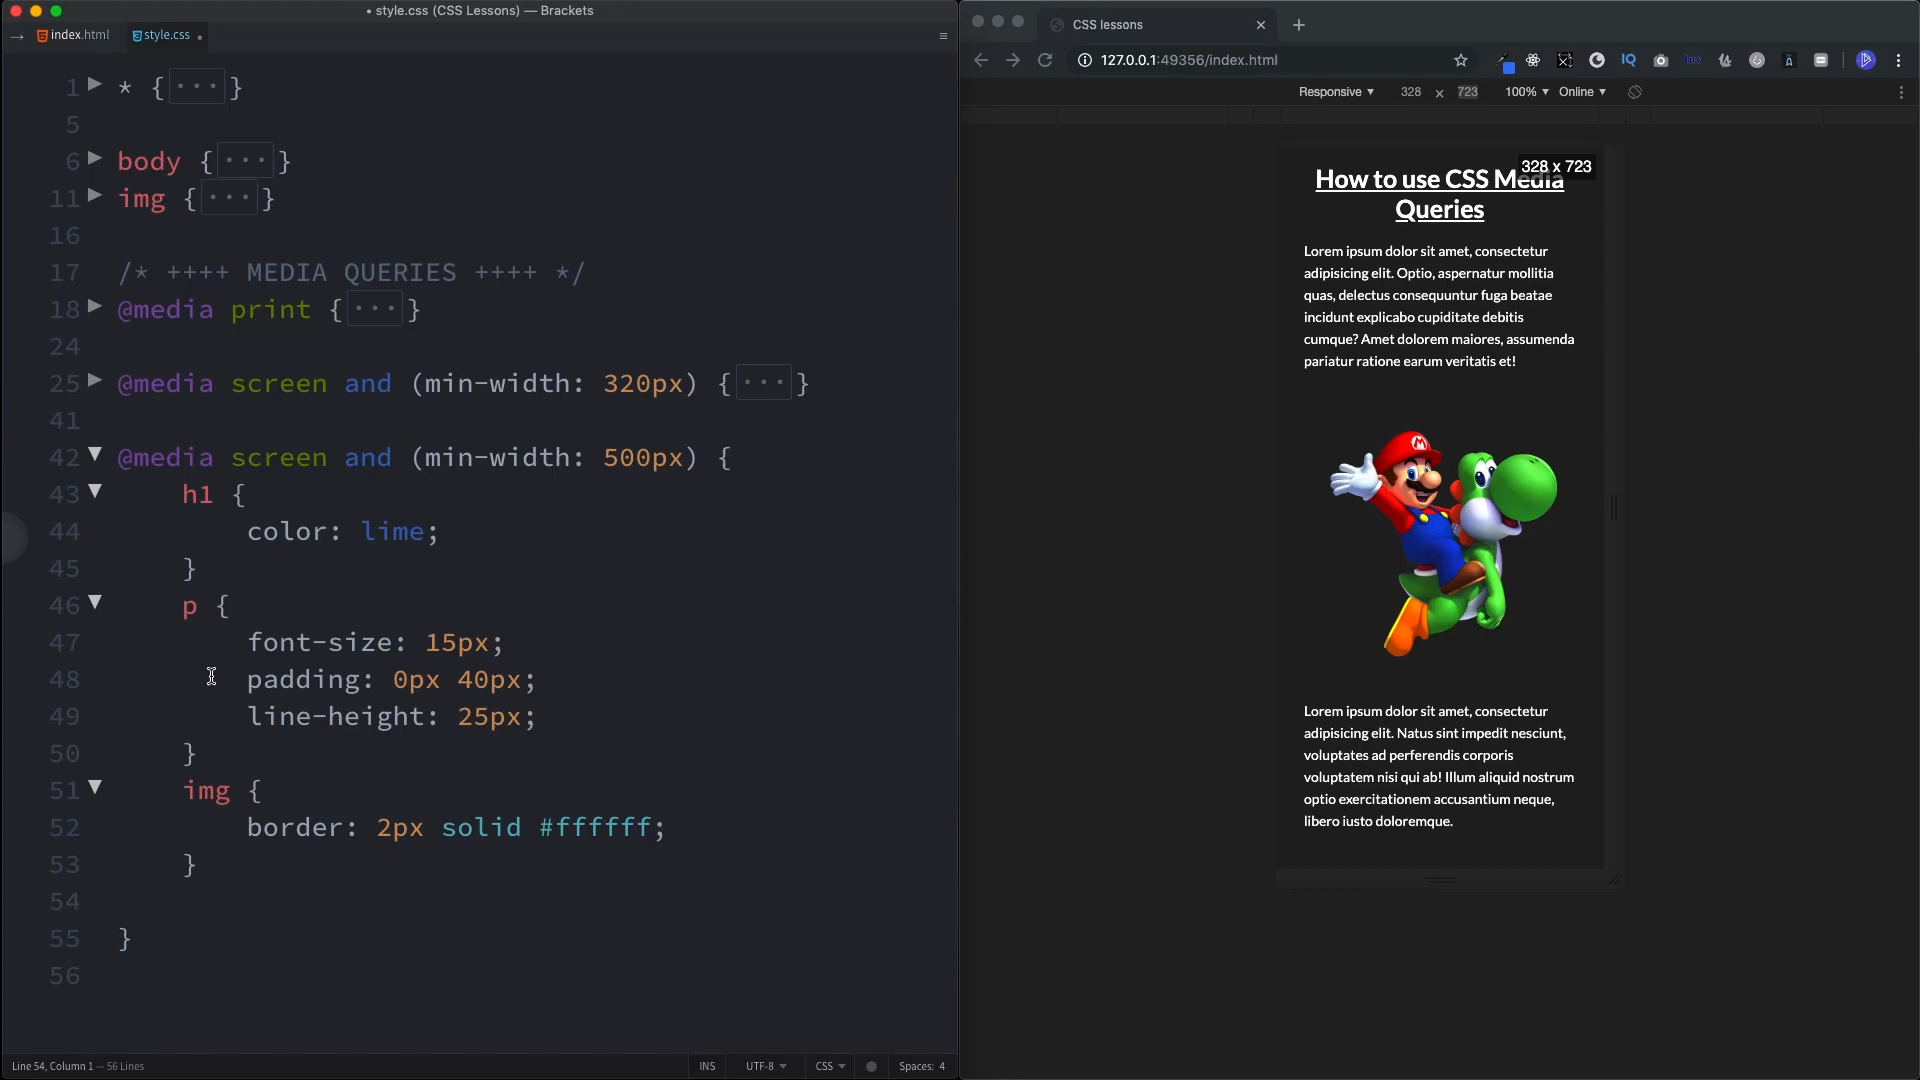 • style.css (CSS Lessons) — Brackets
index.html
style.css
1 * {···}
5
6 body {···}
11 img {···}
16
17 /* ++++ MEDIA QUERIES ++++ */
18 @media print {···}
24
25 @media screen and (min-width: 320px) {···}
41
42 @media screen and (min-width: 500px) {
43 h1 {
44 color: lime;
45 }
46 p {
47 font-size: 15px;
48 padding: 0px 40px;
49 line-height: 25px;
50 }
51 img {
52 border: 2px solid #ffffff;
53 }
54
55 }
56
Line 54, Column 1 — 56 Lines
INS UTF-8 CSS Spaces: 4
CSS lessons
127.0.0.1:49356/index.html
Responsive 328 × 723 100% Online
328 x 723
How to use CSS Media
Queries
Lorem ipsum dolor sit amet, consectetur
adipisicing elit. Optio, aspernatur mollitia
quas, delectus consequuntur fuga beatae
incidunt explicabo cupiditate debitis
cumque? Amet dolorem maiores, assumenda
pariatur ratione earum veritatis et!
M
Lorem ipsum dolor sit amet, consectetur
adipisicing elit. Natus sint impedit nesciunt,
voluptates ad perferendis corporis
voluptatem nisi qui ab! Illum aliquid nostrum
optio exercitationem accusantium neque,
libero iusto doloremque.